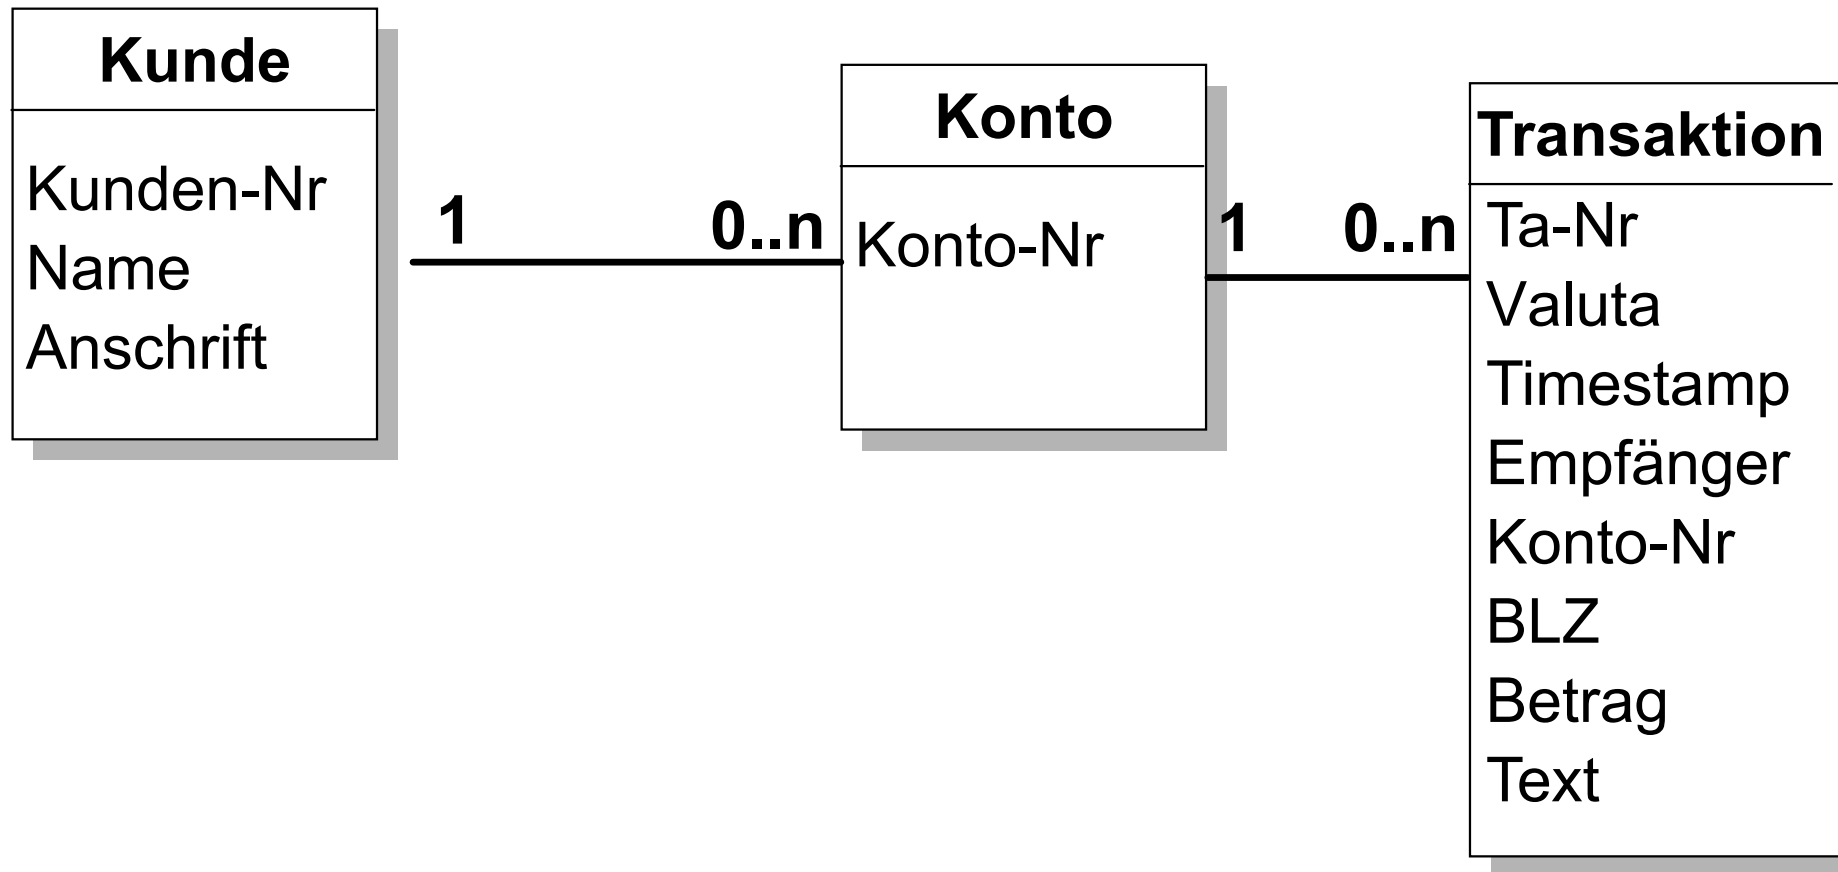 Kunde
Kunden-Nr
Name
Anschrift
1
0..n
Konto
Konto-Nr
1
0..n
Transaktion
Ta-Nr
Valuta
Timestamp
Empfänger
Konto-Nr
BLZ
Betrag
Text